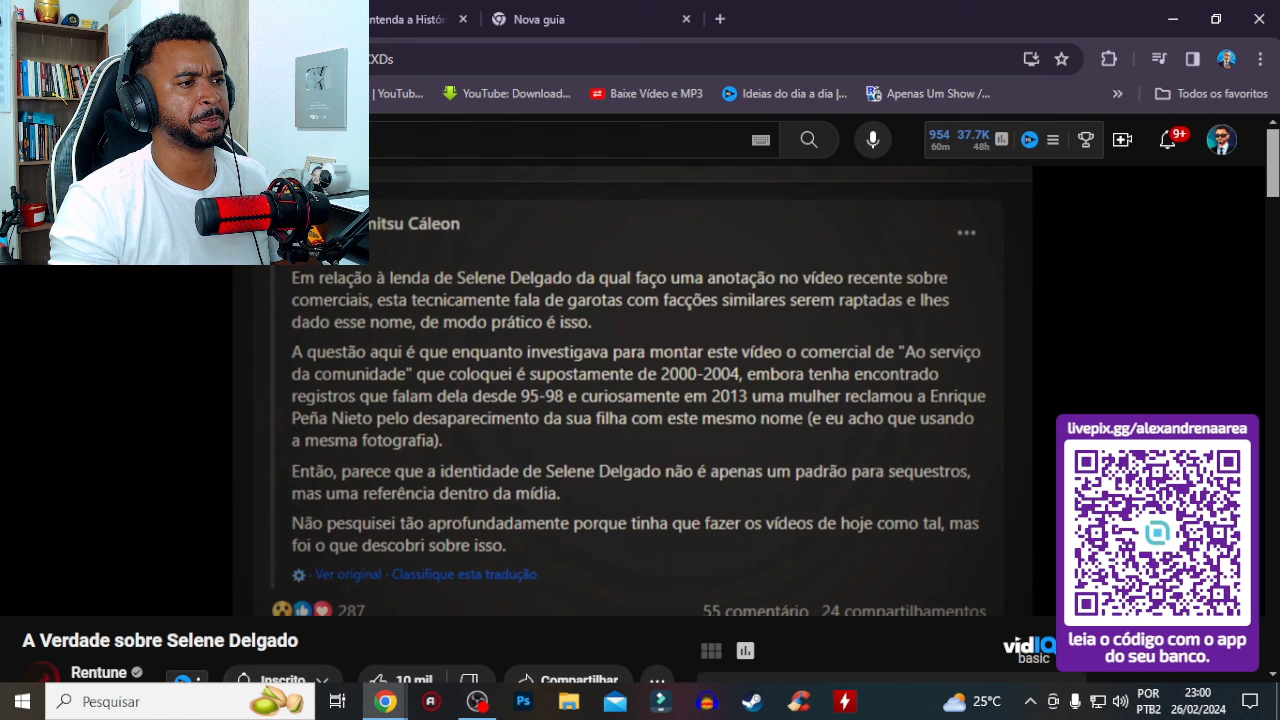 ntenda a Histór
Nova guia
CXDs
| YouTub...
YouTube: Download...
Baixe Vídeo e MP3
Ideias do dia a dia |...
Apenas Um Show /...
Todos os favoritos
954 37.7K
60m 48h
9+
mitsu Cáleon
Em relação à lenda de Selene Delgado da qual faço uma anotação no vídeo recente sobre
comerciais, esta tecnicamente fala de garotas com facções similares serem raptadas e lhes
dado esse nome, de modo prático é isso.
A questão aqui é que enquanto investigava para montar este vídeo o comercial de "Ao serviço
da comunidade" que coloquei é supostamente de 2000-2004, embora tenha encontrado
registros que falam dela desde 95-98 e curiosamente em 2013 uma mulher reclamou a Enrique
Peña Nieto pelo desaparecimento da sua filha com este mesmo nome (e eu acho que usando
a mesma fotografia).
Então, parece que a identidade de Selene Delgado não é apenas um padrão para sequestros,
mas uma referência dentro da mídia.
Não pesquisei tão aprofundadamente porque tinha que fazer os vídeos de hoje como tal, mas
foi o que descobri sobre isso.
Ver original · Classifique esta tradução
287
55 comentário 24 compartilhamentos
livepix.gg/alexandrenaarea
leia o código com o app
do seu banco.
A Verdade sobre Selene Delgado
vidIQ
basic
Rentune
Inscrito
10 mil
Compartilhar
Pesquisar
Ps
25°C
POR
PTB2
23:00
26/02/2024